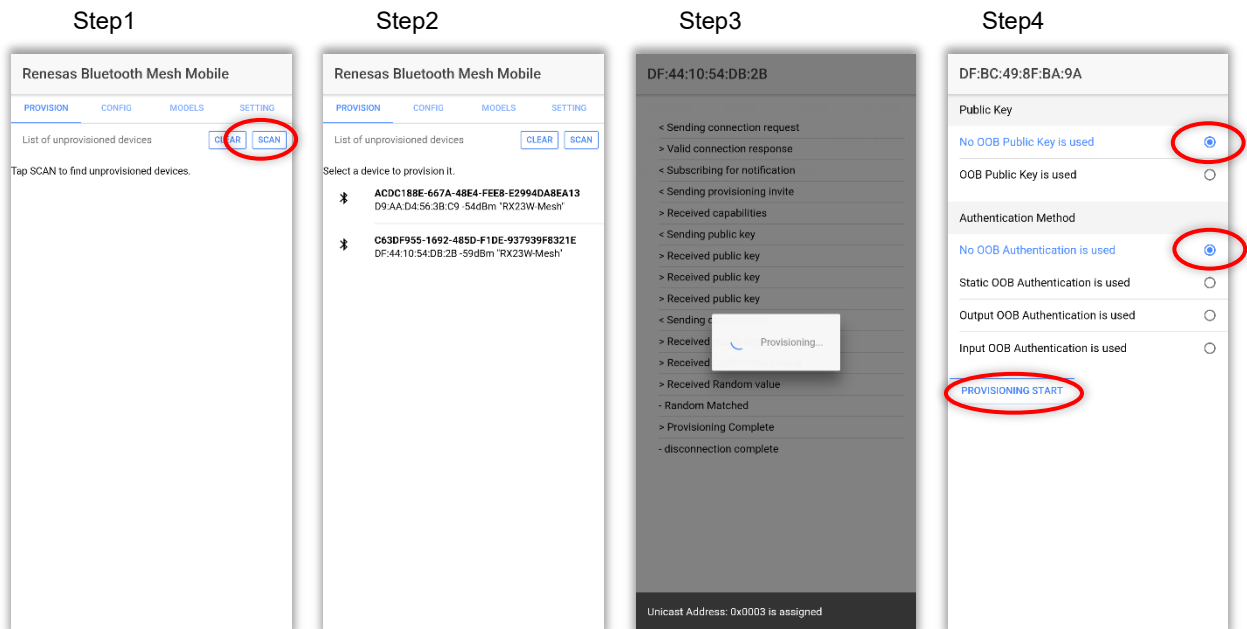 Step1
Renesas Bluetooth Mesh Mobile
PROVISION CONFIG MODELS SETTING
List of unprovisioned devices CLEAR SCAN
Tap SCAN to find unprovisioned devices.
Step2
Renesas Bluetooth Mesh Mobile
PROVISION CONFIG MODELS SETTING
List of unprovisioned devices CLEAR SCAN
Select a device to provision it.
ACDC188E-667A-48E4-FEE8-E2994DA8EA13
D9:AA:D4:56:3B:C9 -54dBm "RX23W-Mesh"
C63DF955-1692-485D-F1DE-937939F8321E
DF:44:10:54:DB:2B -59dBm "RX23W-Mesh"
Step3
DF:44:10:54:DB:2B
< Sending connection request
> Valid connection response
< Subscribing for notification
< Sending provisioning invite
> Received capabilities
< Sending public key
> Received public key
> Received public key
> Received public key
< Sending
> Received
> Received
Provisioning...
> Received Random value
- Random Matched
> Provisioning Complete
- disconnection complete
Unicast Address: 0x0003 is assigned
Step4
DF:BC:49:8F:BA:9A
Public Key
No OOB Public Key is used
OOB Public Key is used
Authentication Method
No OOB Authentication is used
Static OOB Authentication is used
Output OOB Authentication is used
Input OOB Authentication is used
PROVISIONING START